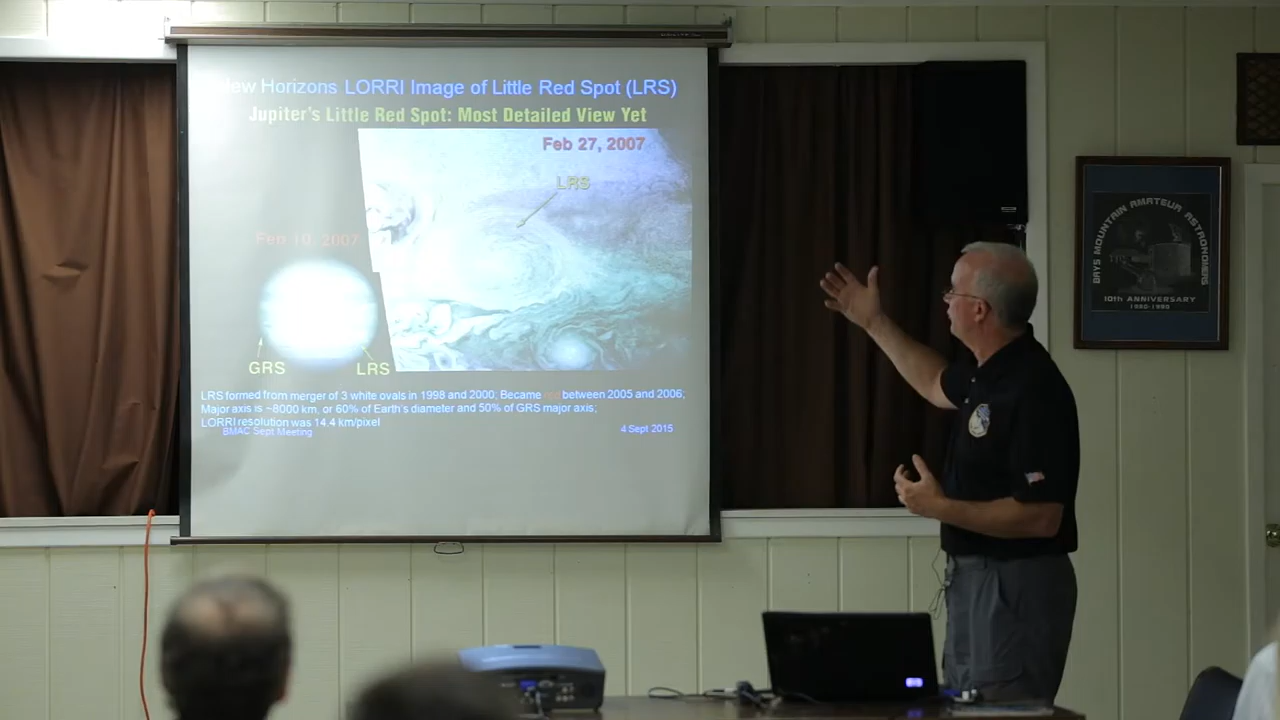 New Horizons LORRI Image of Little Red Spot (LRS)
Jupiter's Little Red Spot: Most Detailed View Yet
Feb 27, 2007
LRS
Feb 10, 2007
GRS
LRS
LRS formed from merger of 3 white ovals in 1998 and 2000; Became red between 2005 and 2006;
Major axis is ~8000 km, or 60% of Earth's diameter and 50% of GRS major axis;
LORRI resolution was 14.4 km/pixel
BMAC Sept Meeting
4 Sept 2015
BAYS MOUNTAIN AMATEUR ASTRONOMERS
10th ANNIVERSARY